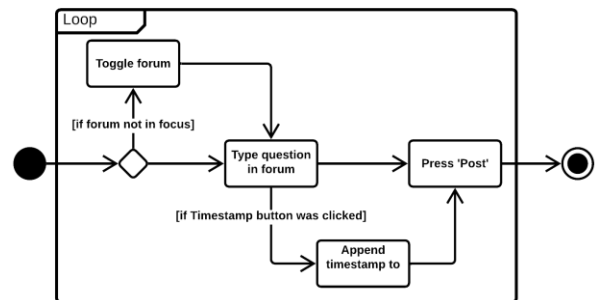 Loop
Toggle forum
[if forum not in focus]
Type question
in forum
Press 'Post'
[if Timestamp button was clicked]
Append
timestamp to